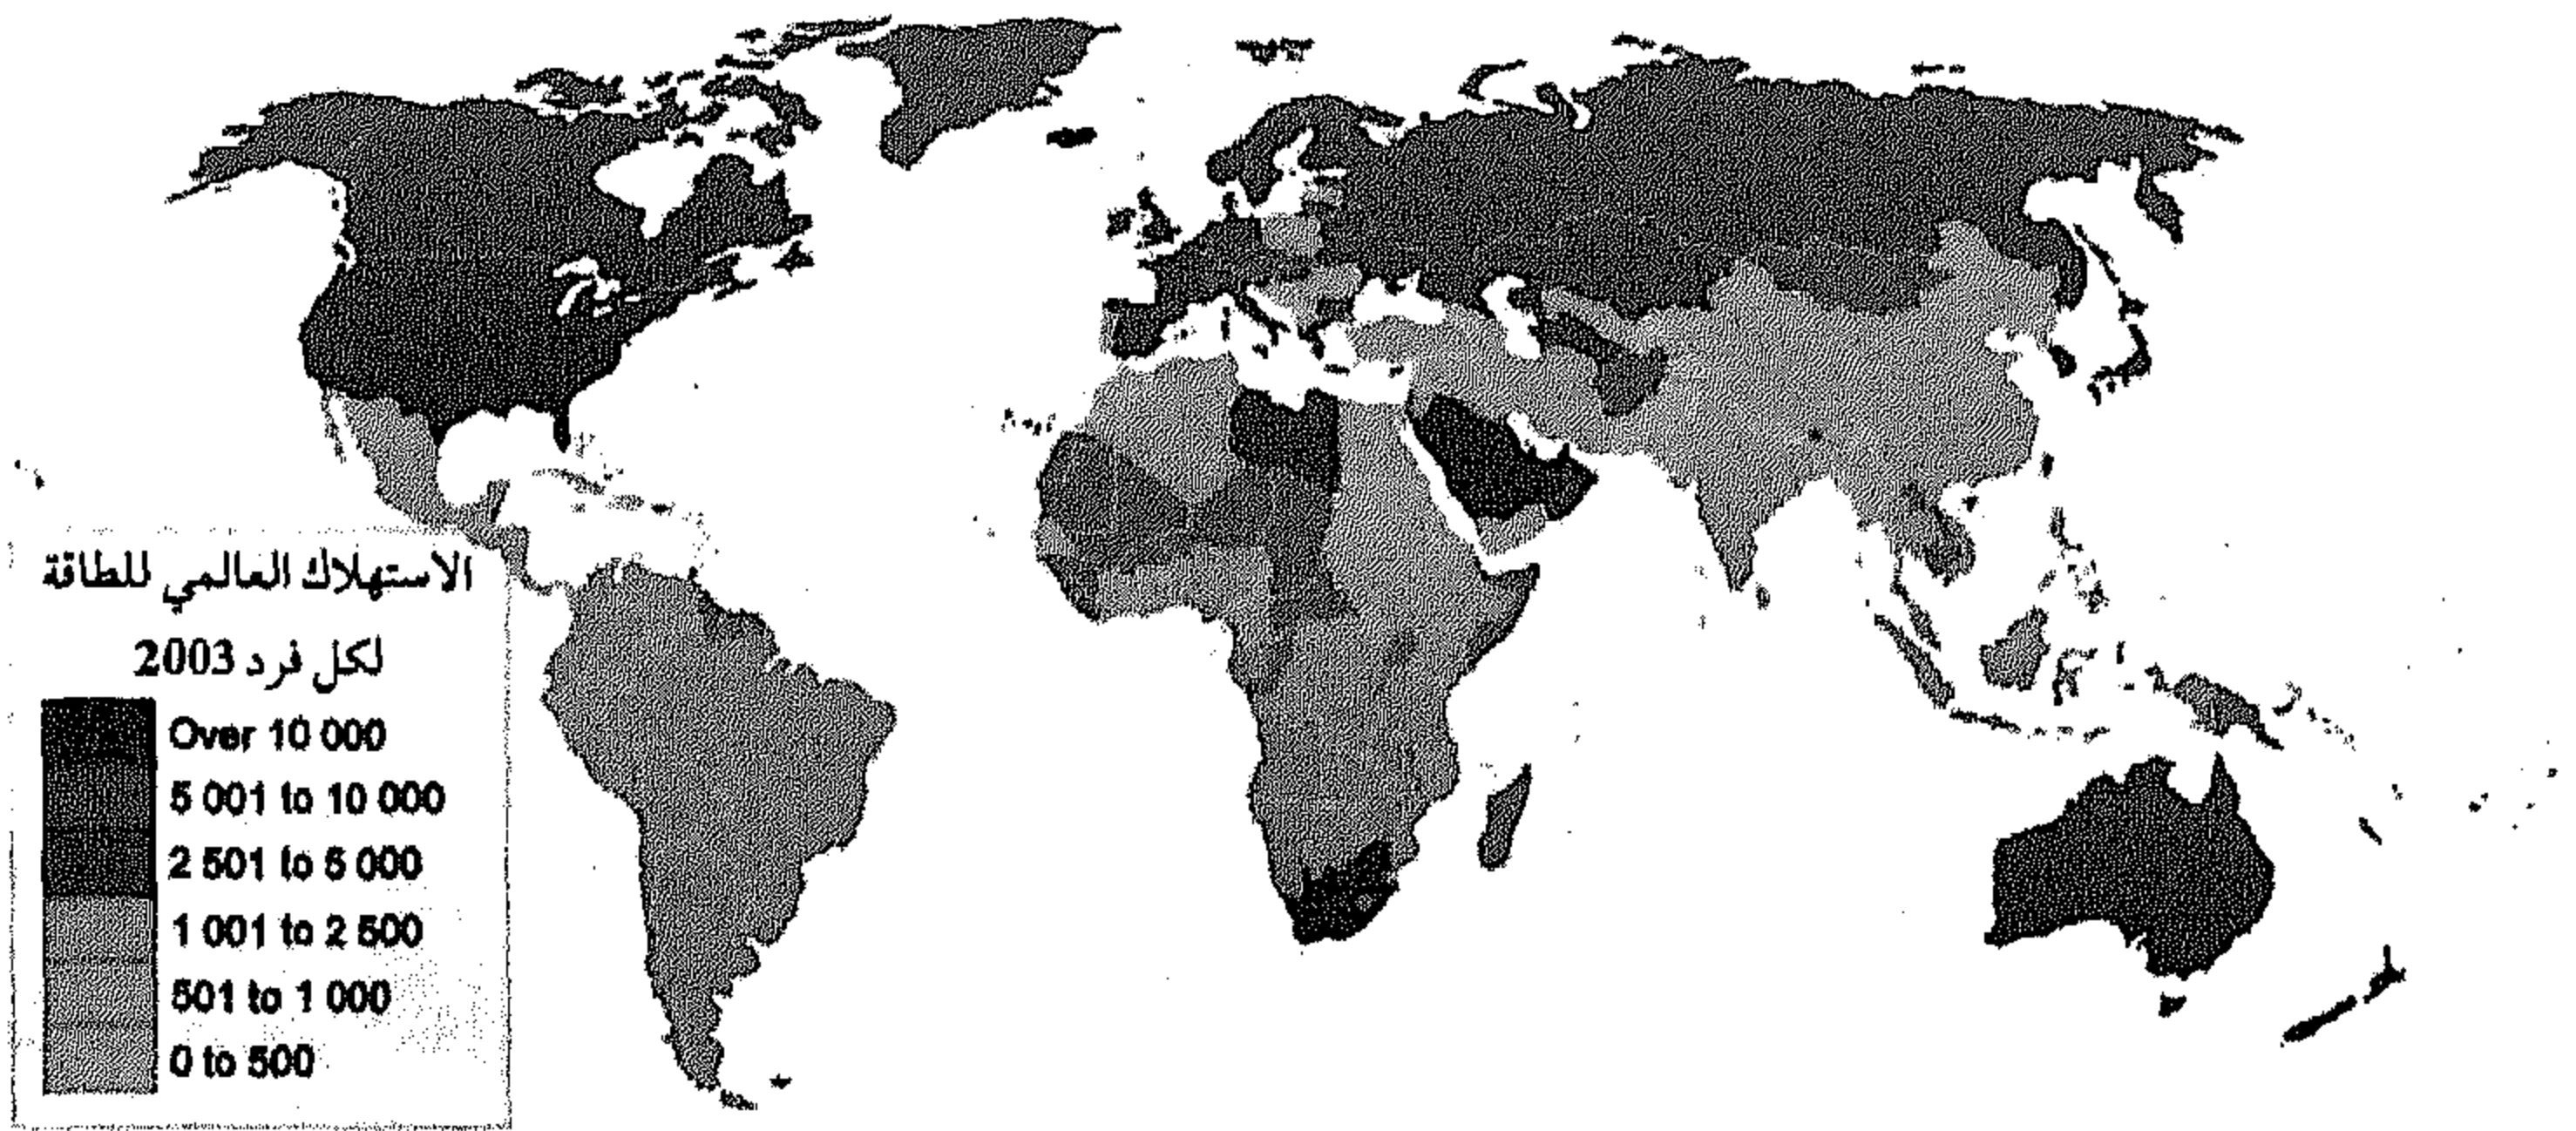 الاستهلاك العالمي للطاقة
لكل فرد 2003
Over 10 000
5 001 to 10 000
2 501 to 5 000
1 001 to 2 500
501 to 1 000
0 to 500